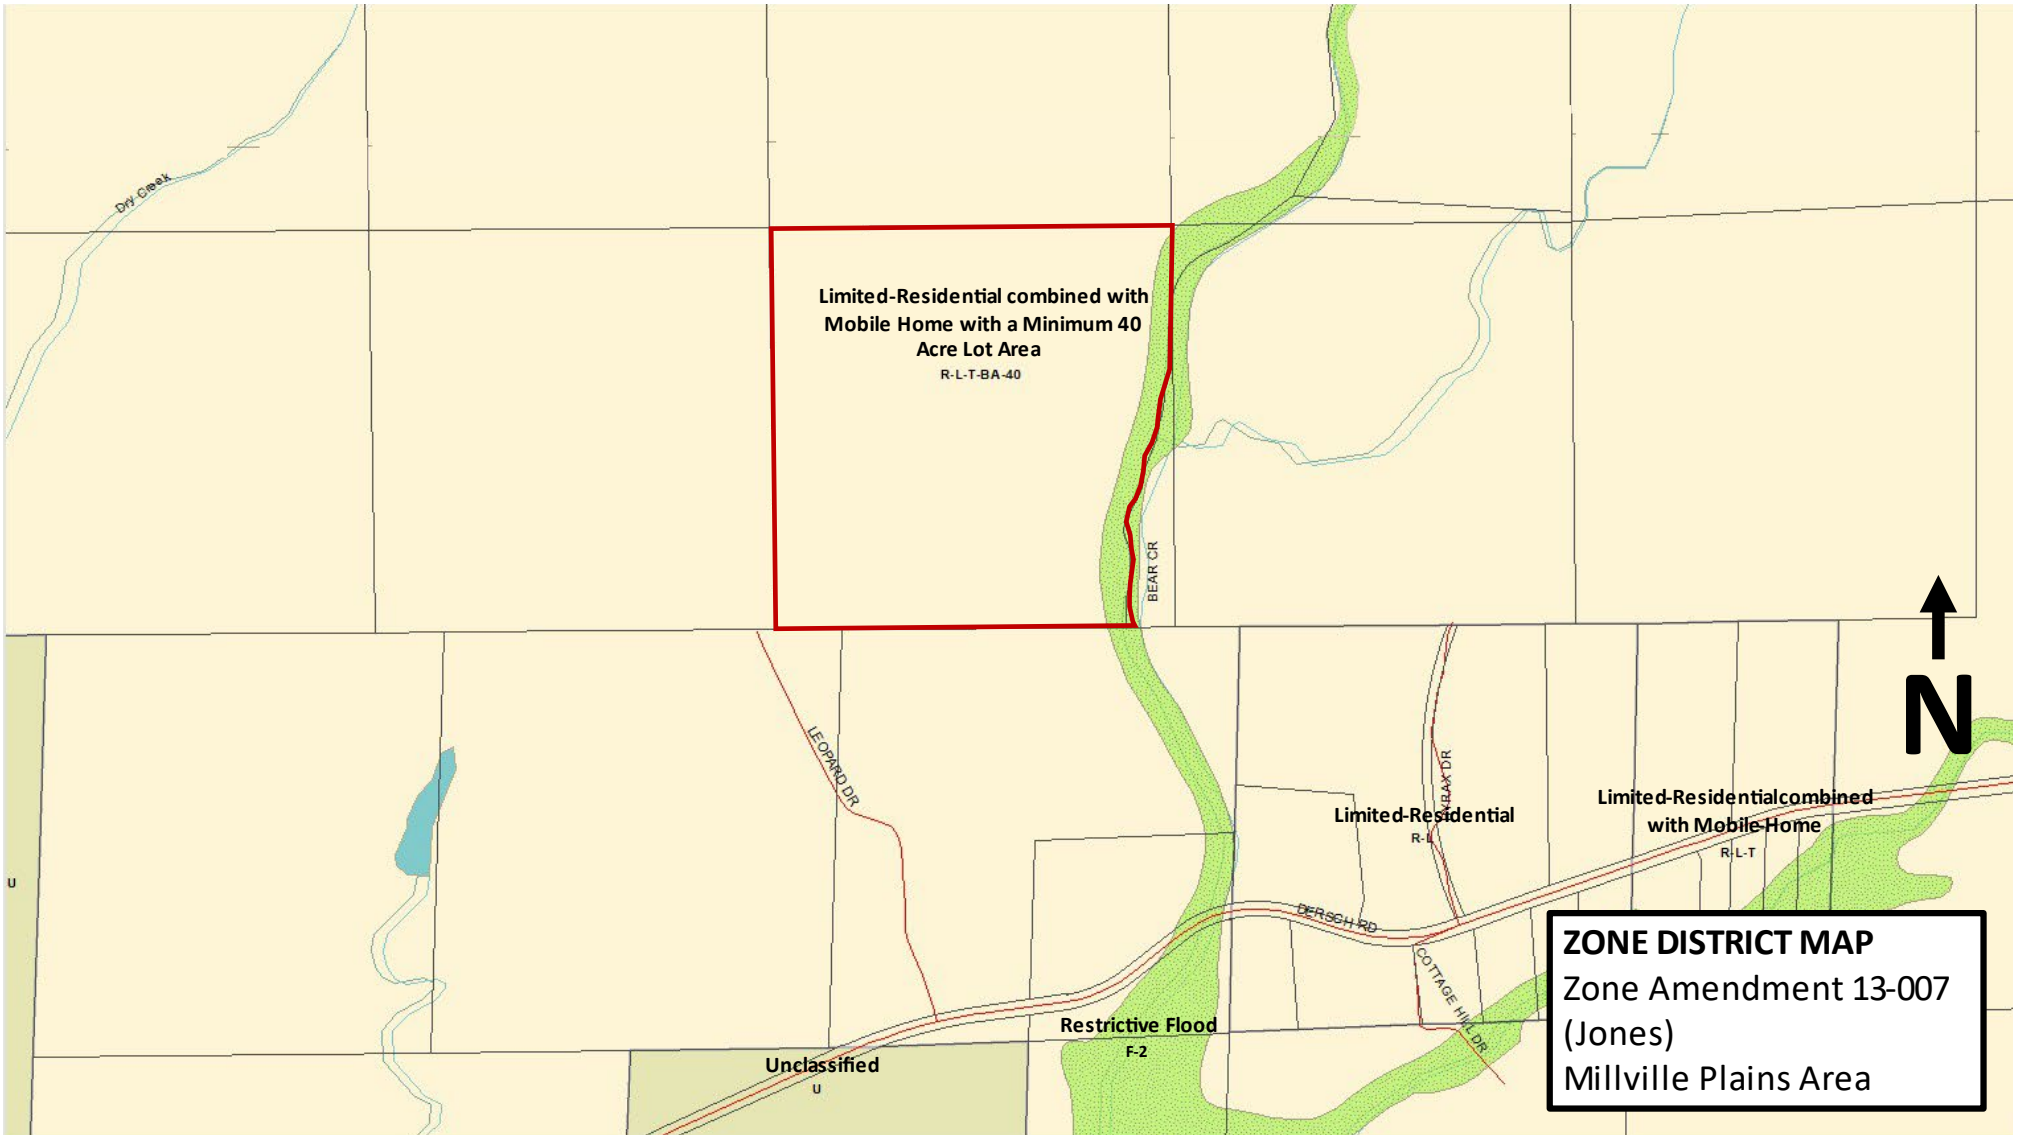 Dry Creek
Limited-Residential combined with
Mobile Home with a Minimum 40
Acre Lot Area
R-L-T-BA-40
BEAR CR
N
LEOPARD DR
Limited-Residential
R-L
Limited-Residentialcombined
with Mobile Home
R-L-T
U
DERSCH RD
COTTAGE HILL DR
Restrictive Flood
F-2
Unclassified
U
ZONE DISTRICT MAP
Zone Amendment 13-007
(Jones)
Millville Plains Area